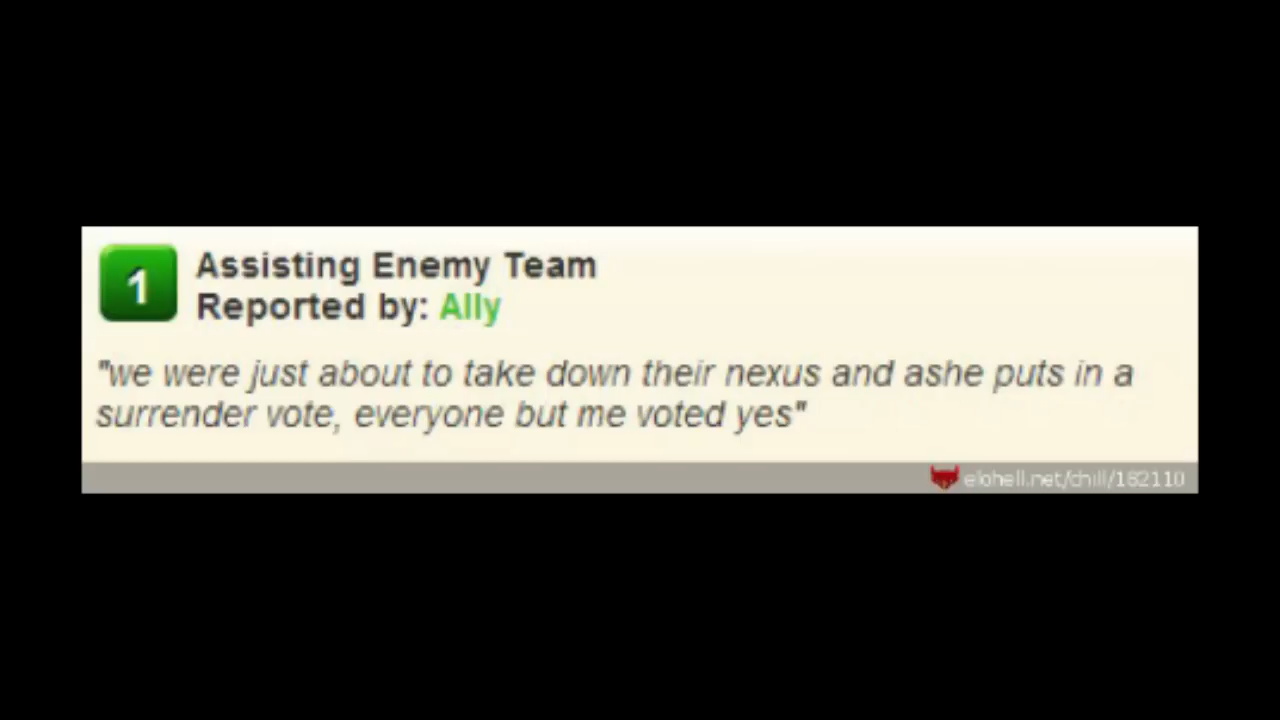 1
Assisting Enemy Team
Reported by: Ally
"we were just about to take down their nexus and ashe puts in a
surrender vote, everyone but me voted yes"
elohell.net/chill/182110